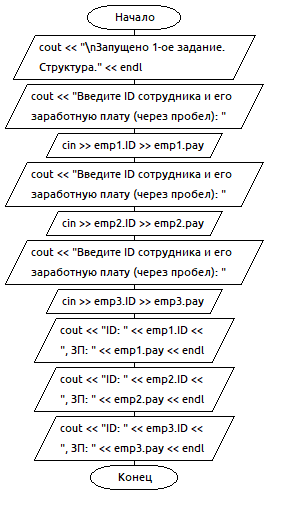 Начало
cout << "\nЗапущено 1-ое задание.
Структура." << endl
cout << "Введите ID сотрудника и его
заработную плату (через пробел): "
cin >> emp1.ID >> emp1.pay
cout << "Введите ID сотрудника и его
заработную плату (через пробел): "
cin >> emp2.ID >> emp2.pay
cout << "Введите ID сотрудника и его
заработную плату (через пробел): "
cin >> emp3.ID >> emp3.pay
cout << "ID: " << emp1.ID <<
", ЗП: " << emp1.pay << endl
cout << "ID: " << emp2.ID <<
", ЗП: " << emp2.pay << endl
cout << "ID: " << emp3.ID <<
", ЗП: " << emp3.pay << endl
Конец